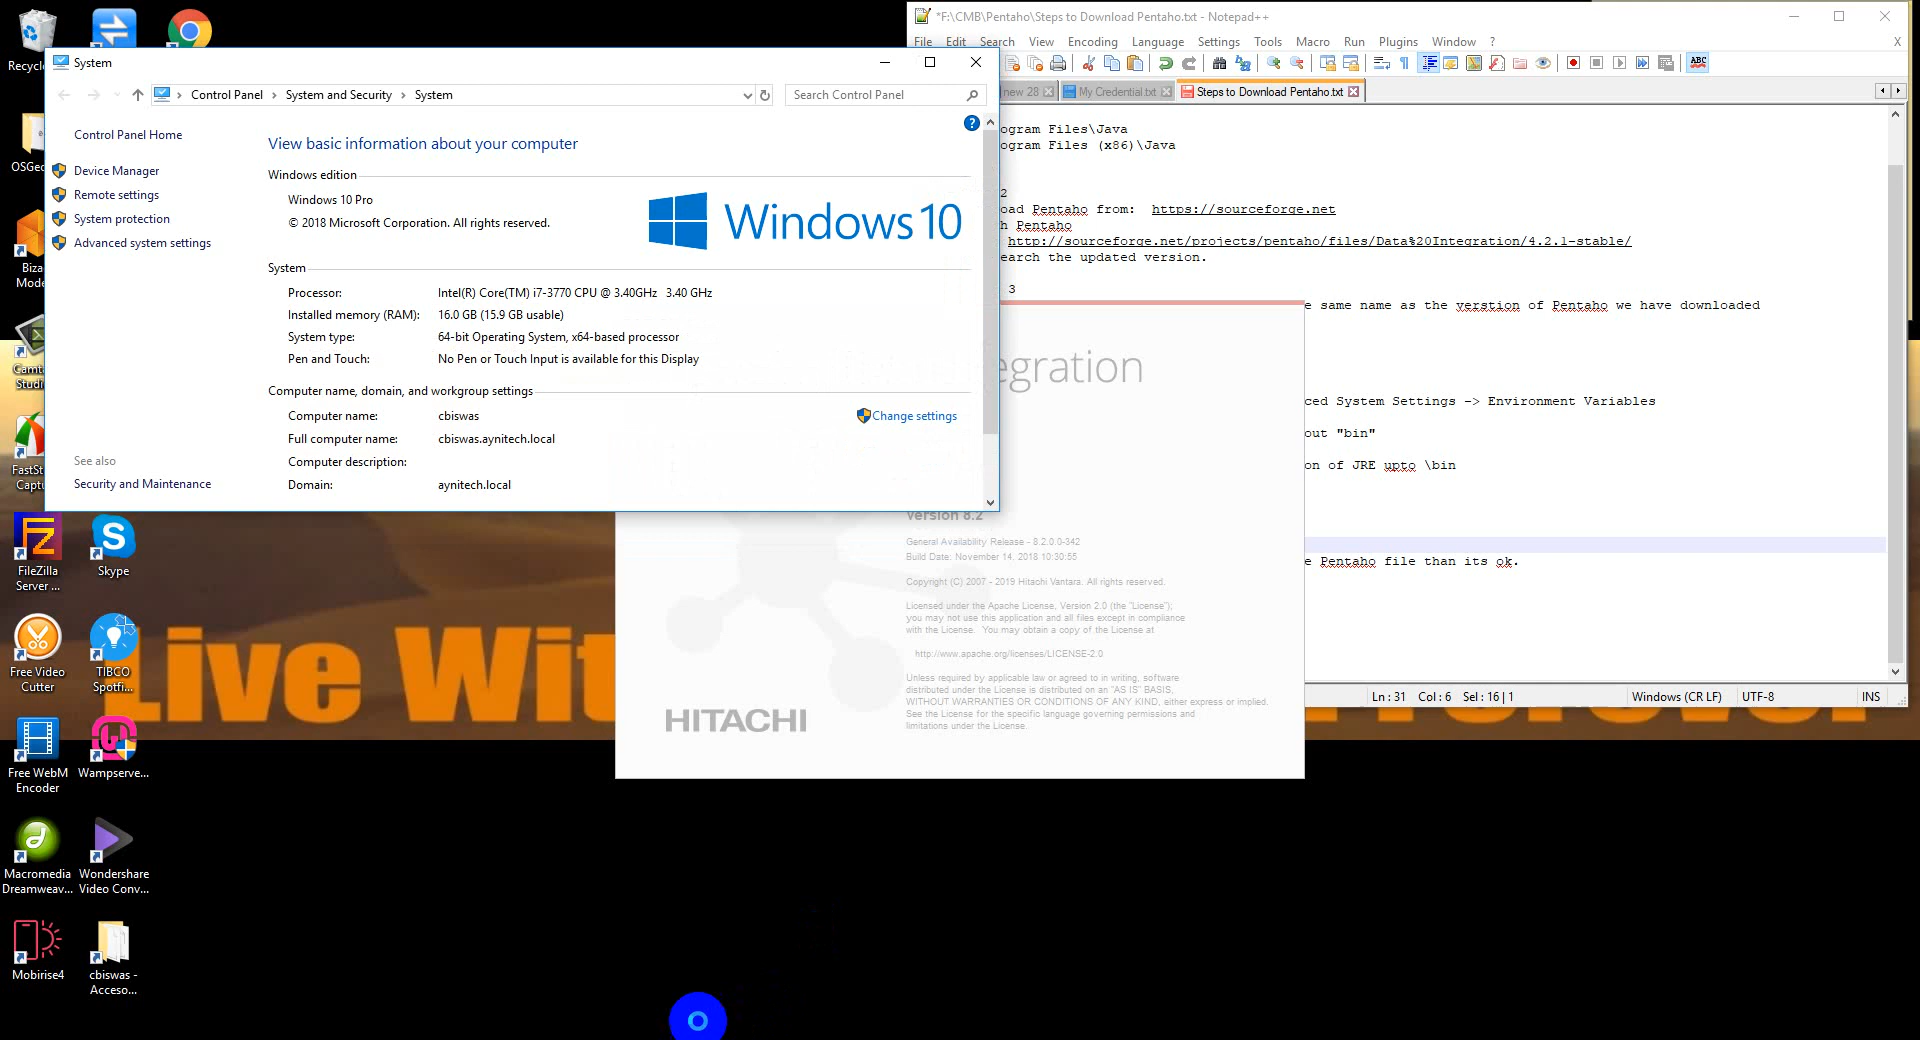 *F:\CMB\Pentaho\Steps to Download Pentaho.txt - Notepad++
File Edit Search View Encoding Language Settings Tools Macro Run Plugins Window ?
X
new 28
My Credential.txt
Steps to Download Pentaho.txt
ABC
ogram Files\Java
ogram Files (x86)\Java
2
oad Pentaho from: https://sourceforge.net
h Pentaho
http://sourceforge.net/projects/pentaho/files/Data%20Integration/4.2.1-stable/
earch the updated version.
3
e same name as the verstion of Pentaho we have downloaded
ced System Settings -> Environment Variables
out "bin"
on of JRE upto \bin
e Pentaho file than its ok.
Ln : 31 Col : 6 Sel : 16 | 1
Windows (CR LF)
UTF-8
INS
System
Control Panel
System and Security
System
Search Control Panel
Control Panel Home
Device Manager
Remote settings
System protection
Advanced system settings
See also
Security and Maintenance
View basic information about your computer
Windows edition
Windows 10 Pro
© 2018 Microsoft Corporation. All rights reserved.
Windows 10
System
Processor: Intel(R) Core(TM) i7-3770 CPU @ 3.40GHz 3.40 GHz
Installed memory (RAM): 16.0 GB (15.9 GB usable)
System type: 64-bit Operating System, x64-based processor
Pen and Touch: No Pen or Touch Input is available for this Display
Computer name, domain, and workgroup settings
Computer name: cbiswas
Change settings
Full computer name: cbiswas.aynitech.local
Computer description:
Domain: aynitech.local
egration
Version 8.2
General Availability Release - 8.2.0.0-342
Build Date: November 14, 2018 10:30:55
Copyright (C) 2007 - 2019 Hitachi Vantara. All rights reserved.
Licensed under the Apache License, Version 2.0 (the "License");
you may not use this application and all files except in compliance
with the License. You may obtain a copy of the License at
http://www.apache.org/licenses/LICENSE-2.0
Unless required by applicable law or agreed to in writing, software
distributed under the License is distributed on an "AS IS" BASIS,
WITHOUT WARRANTIES OR CONDITIONS OF ANY KIND, either express or implied.
See the License for the specific language governing permissions and
limitations under the License.
HITACHI
Recycl
OSGeo
Biza
Mode
Camta
Studi
FastSt
Captu
FileZilla
Server ...
Skype
Free Video
Cutter
TIBCO
Spotfi...
Free WebM
Encoder
Wampserve...
Macromedia
Dreamweav...
Wondershare
Video Conv...
Mobirise4
cbiswas -
Acceso...
Live Wit